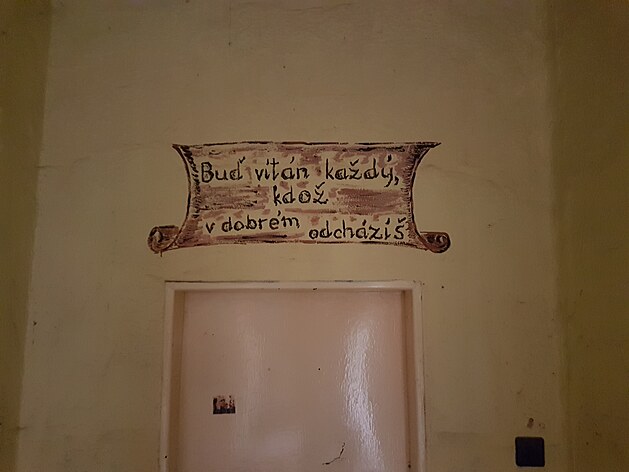 Buď vítán každý,
kdož
v dobrém odcházíš